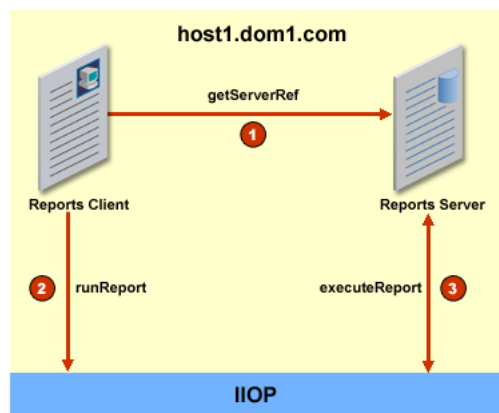 host1.dom1.com
getServerRef
1
Reports Client
Reports Server
2
runReport
executeReport
3
IIOP